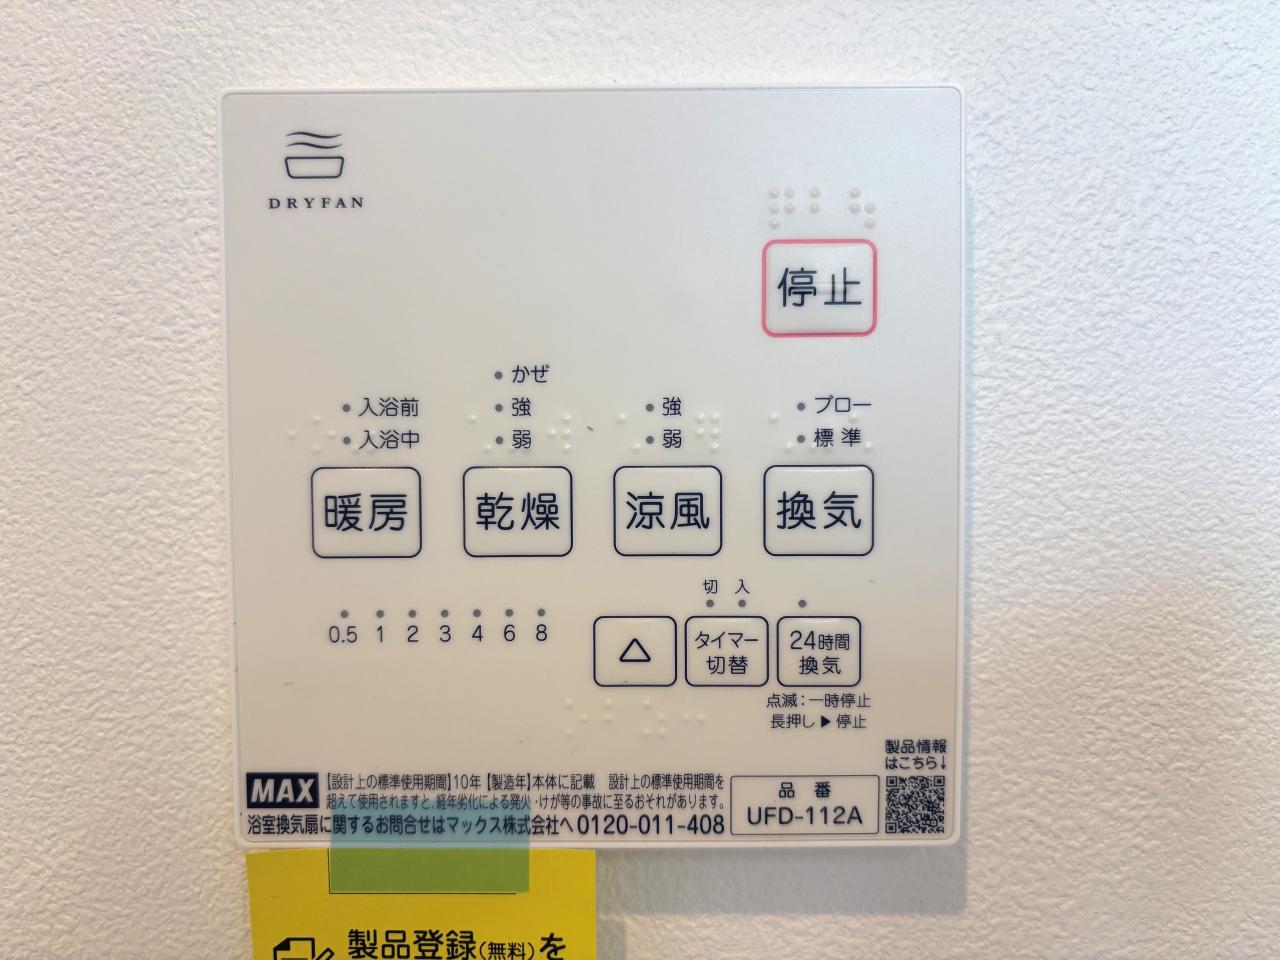 DRYFAN
停止
かぜ
入浴前
強
強
ブロー
入浴中
弱
弱
標準
暖房
乾燥
涼風
換気
切 入
0.5 1 2 3 4 6 8
△
タイマー
切替
24時間
換気
点滅:一時停止
長押し▶停止
製品情報
はこちら↓
MAX
【設計上の標準使用期間】10年【製造年】本体に記載 設計上の標準使用期間を
超えて使用されますと、経年劣化による発火・けが等の事故に至るおそれがあります。
浴室換気扇に関するお問合せはマックス株式会社へ 0120-011-408
品番
UFD-112A
製品登録(無料)を